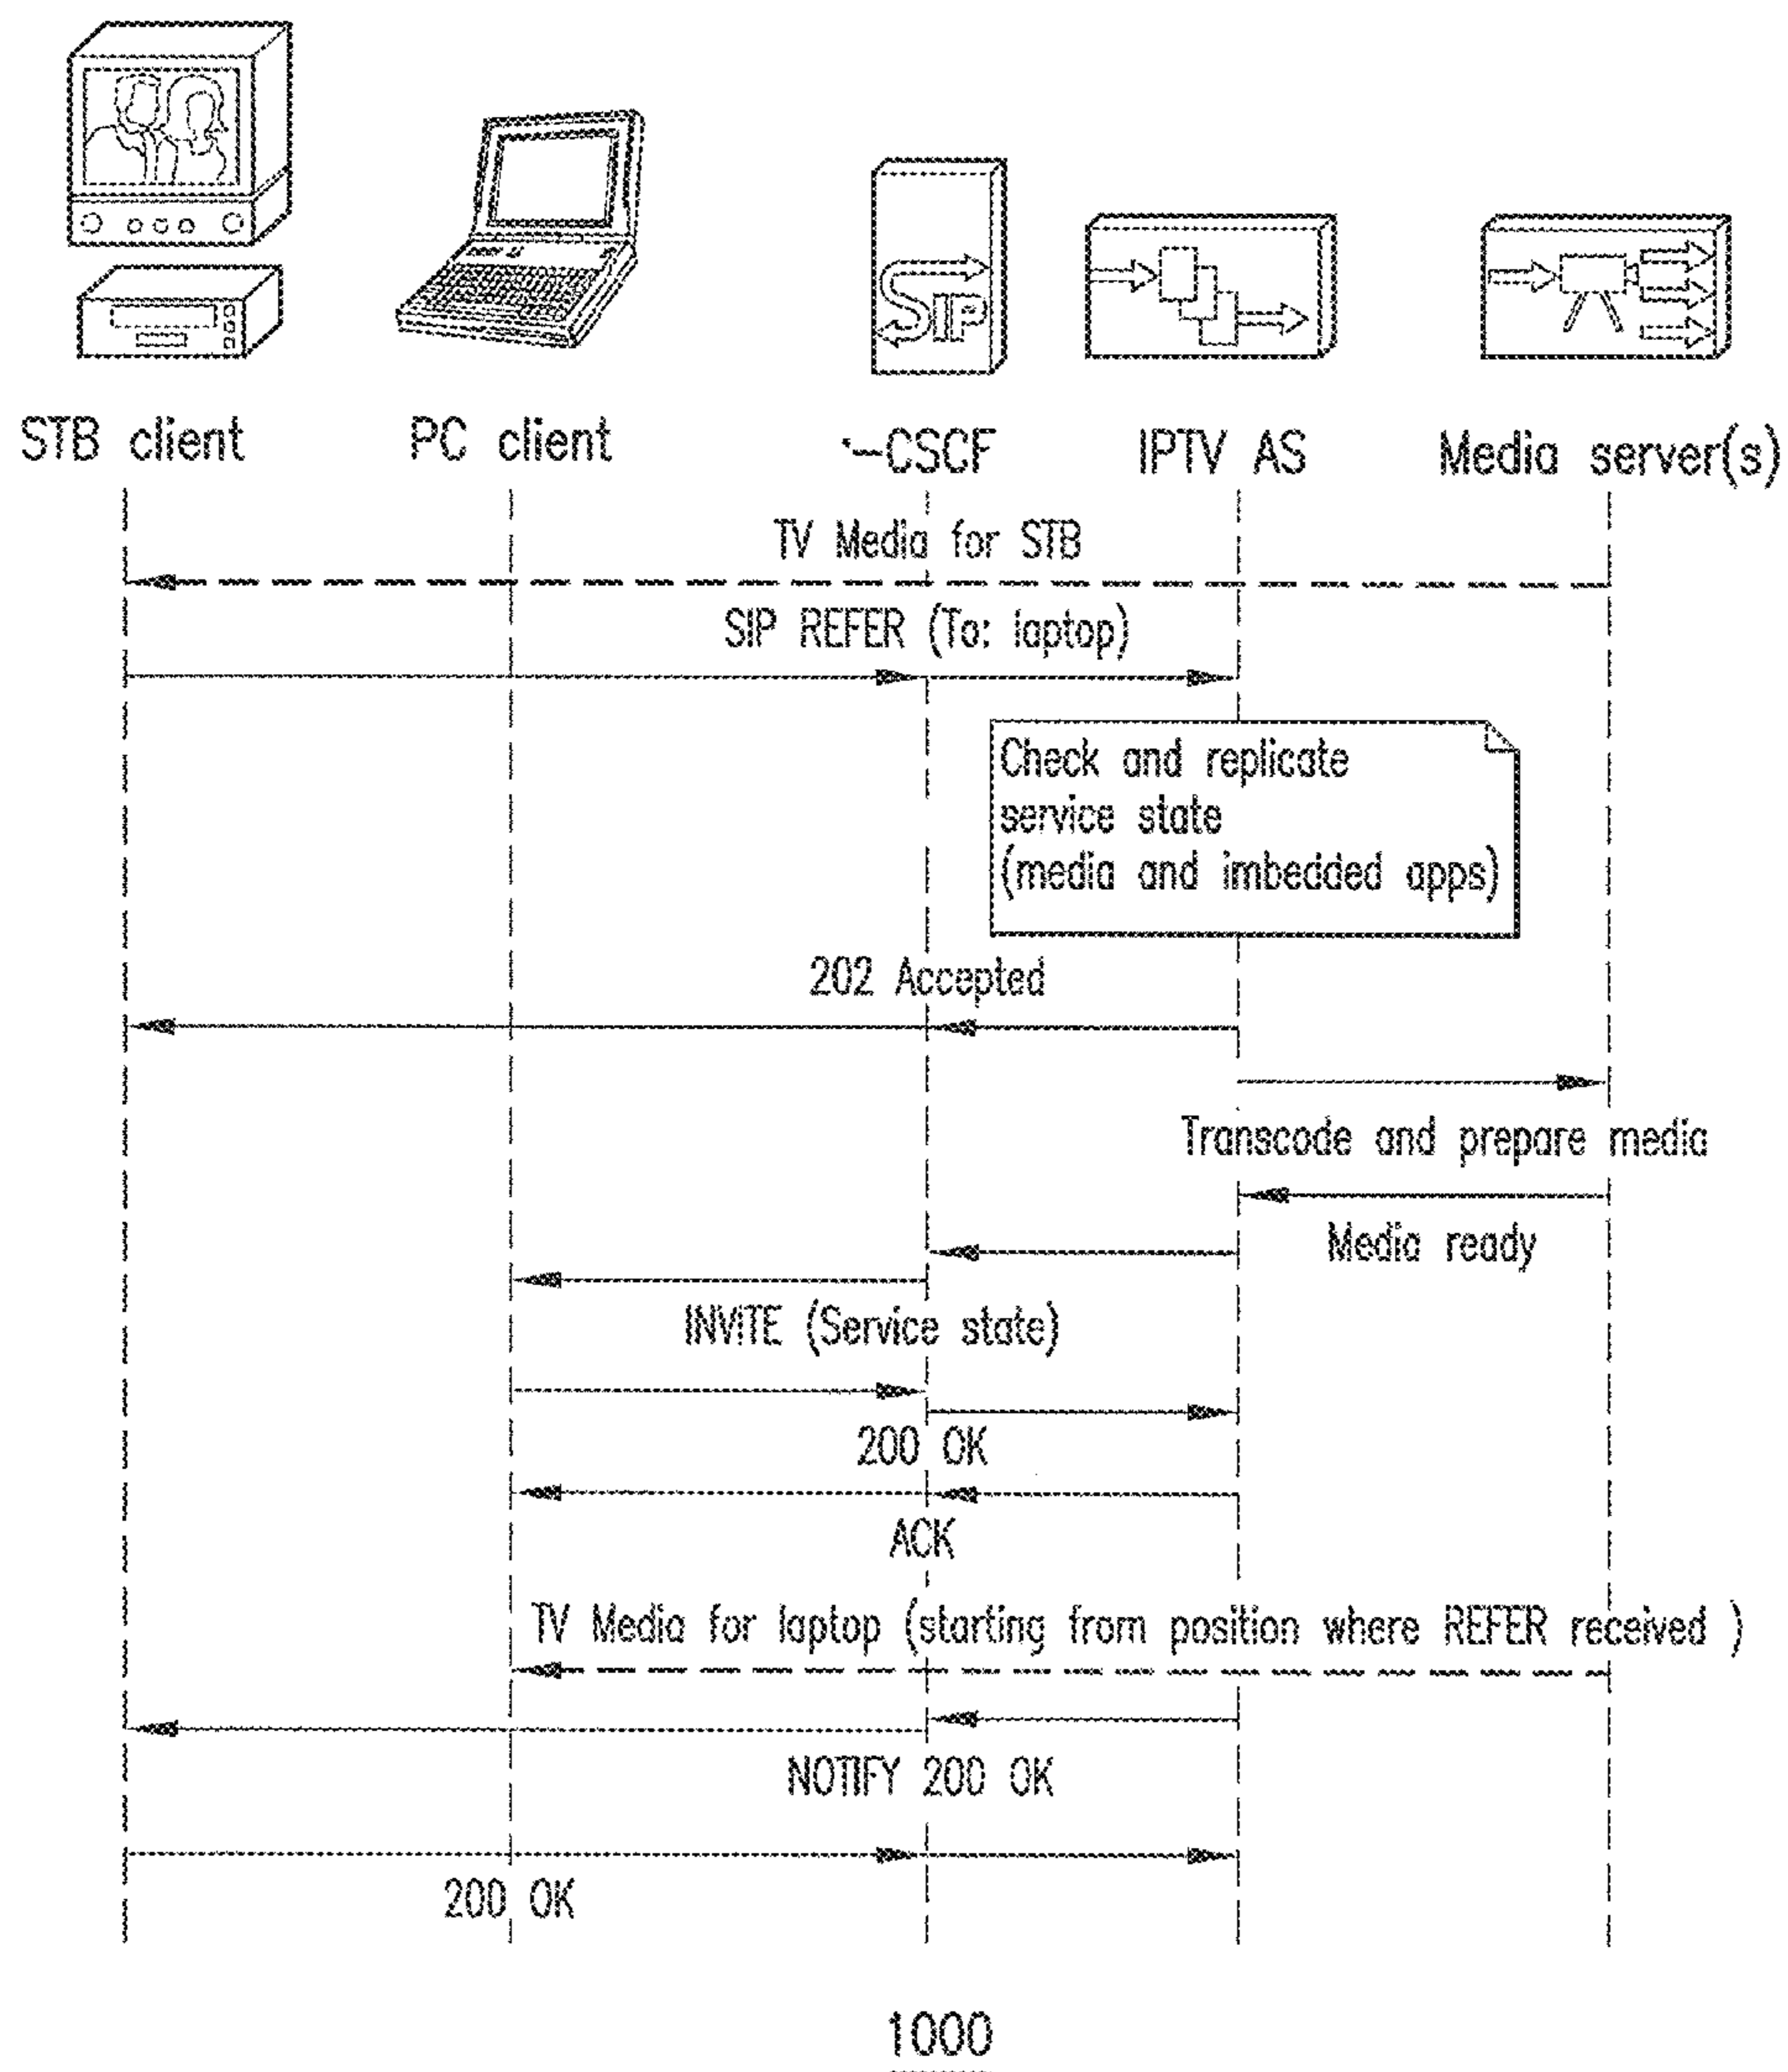 SIP
STB client
PC client
*-CSCF
IPTV AS
Media server(s)
TV Media for STB
SIP REFER (To: laptop)
Check and replicate
service state
(media and imbedded apps)
202 Accepted
Transcode and prepare media
Media ready
INVITE (Service state)
200 OK
ACK
TV Media for laptop (starting from position where REFER received )
NOTIFY 200 OK
200 OK
1000